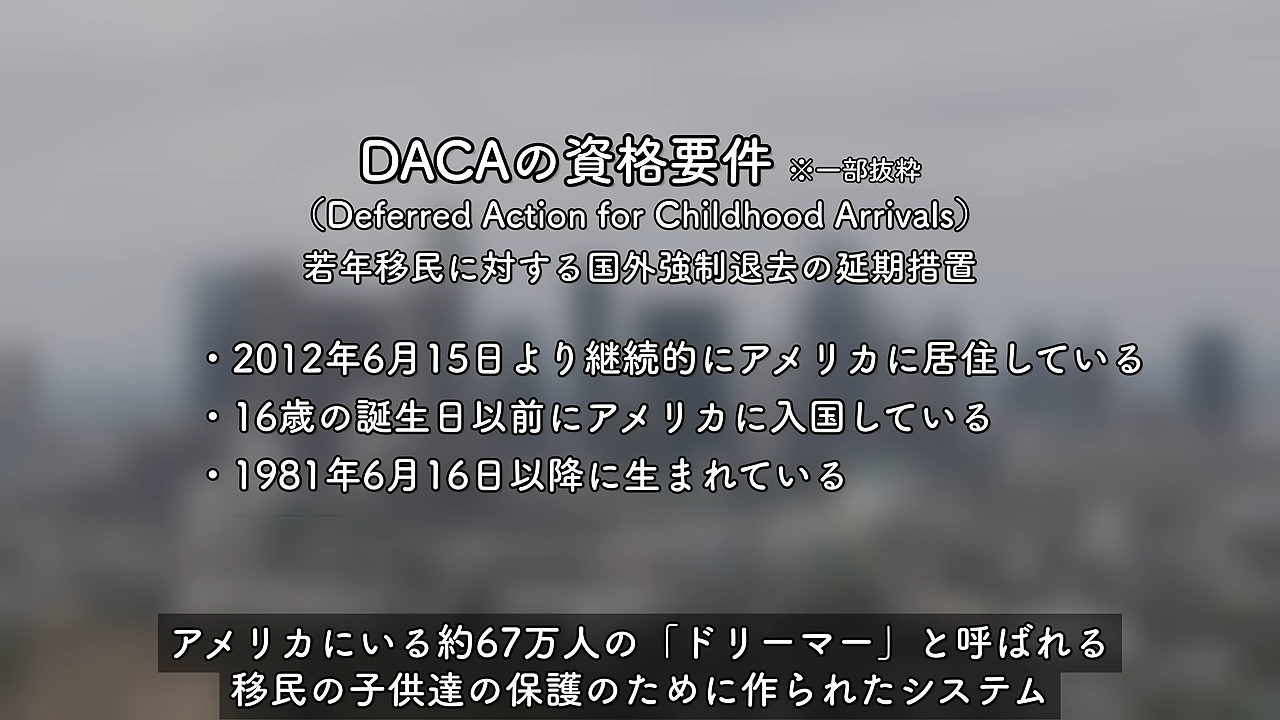 DACAの資格要件 ※一部抜粋
（Deferred Action for Childhood Arrivals）
若年移民に対する国外強制退去の延期措置
・2012年6月15日より継続的にアメリカに居住している
・16歳の誕生日以前にアメリカに入国している
・1981年6月16日以降に生まれている
アメリカにいる約67万人の「ドリーマー」と呼ばれる
移民の子供達の保護のために作られたシステム